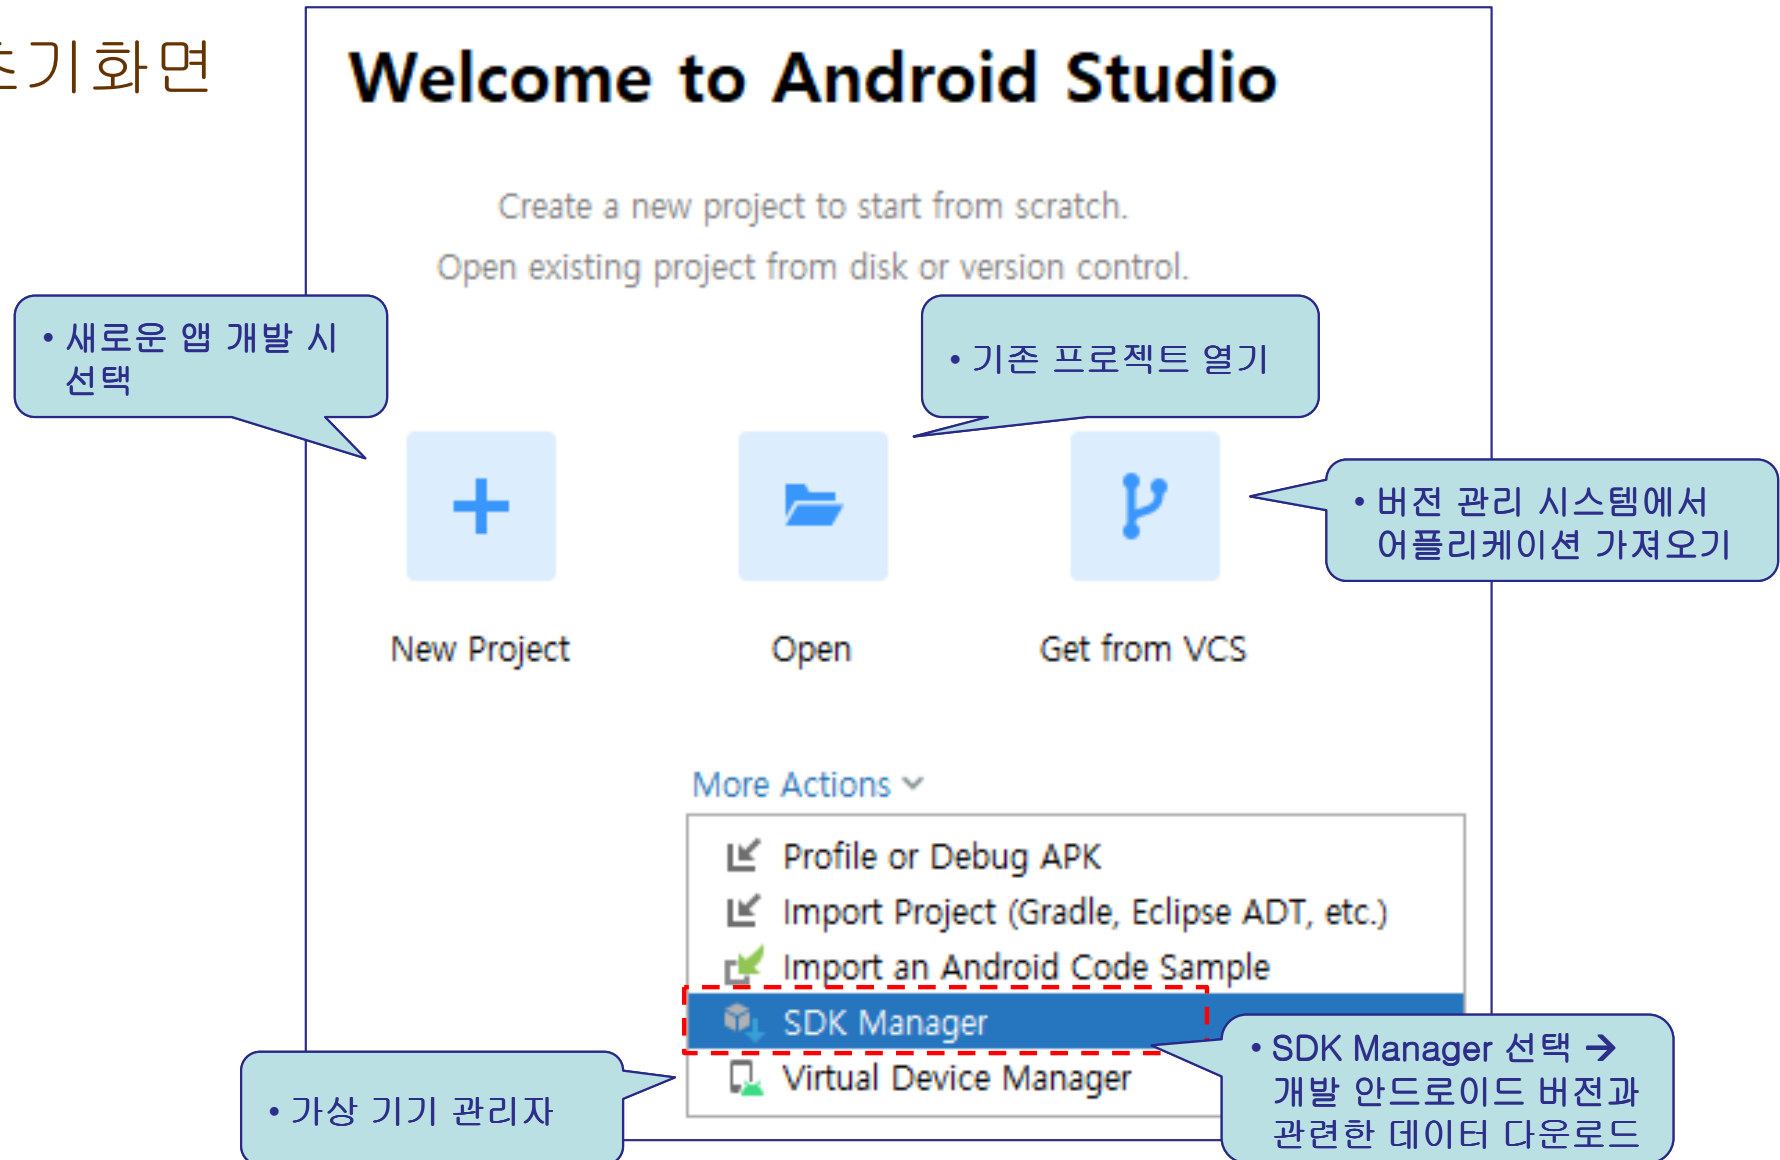 기화면
Welcome to Android Studio
Create a new project to start from scratch.
Open existing project from disk or version control.
• 새로운 앱 개발 시
선택
• 기존 프로젝트 열기
• 버전 관리 시스템에서
어플리케이션 가져오기
New Project
Open
Get from VCS
More Actions
Profile or Debug APK
Import Project (Gradle, Eclipse ADT, etc.)
Import an Android Code Sample
SDK Manager
Virtual Device Manager
• SDK Manager 선택 →
개발 안드로이드 버전과
관련한 데이터 다운로드
• 가상 기기 관리자